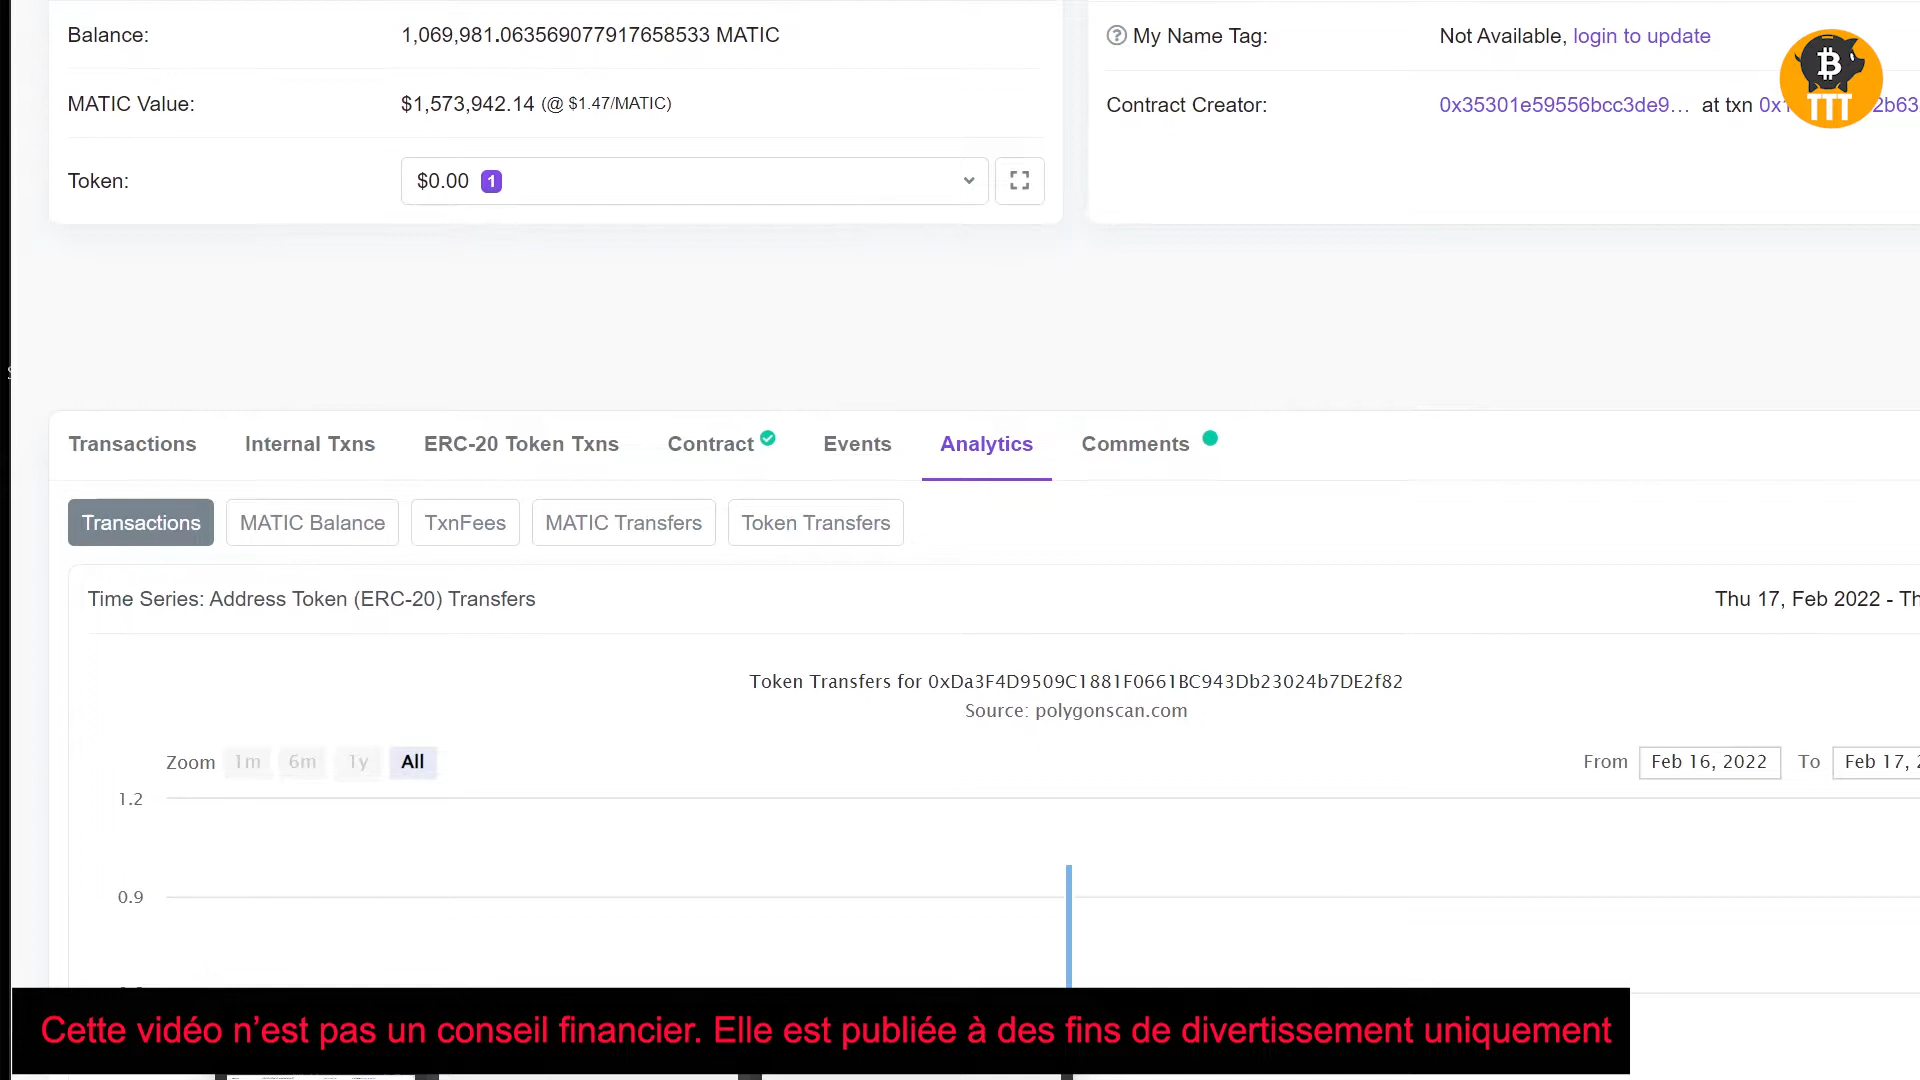 Balance:
1,069,981.063569077917658533 MATIC
MATIC Value:
$1,573,942.14 (@ $1.47/MATIC)
Token:
$0.00 1
My Name Tag:
Not Available, login to update
Contract Creator:
0x35301e59556bcc3de9... at txn
TTT
Transactions
Internal Txns
ERC-20 Token Txns
Contract
Events
Analytics
Comments
Transactions
MATIC Balance
TxnFees
MATIC Transfers
Token Transfers
Time Series: Address Token (ERC-20) Transfers
Thu 17, Feb 2022 -
Token Transfers for 0xDa3F4D9509C1881F0661BC943Db23024b7DE2f82
Source: polygonscan.com
Zoom 1m 6m 1y All
From Feb 16, 2022 To Feb 17,
1.2
0.9
Cette vidéo n’est pas un conseil financier. Elle est publiée à des fins de divertissement uniquement